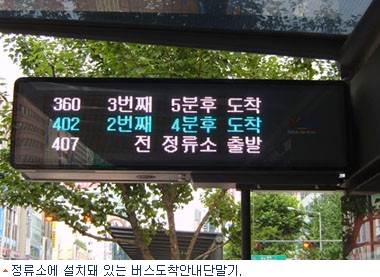 360 3번째 5분후 도착
402 2번째 4분후 도착
407 전 정류소 출발
▲정류소에 설치돼 있는 버스도착안내단말기.